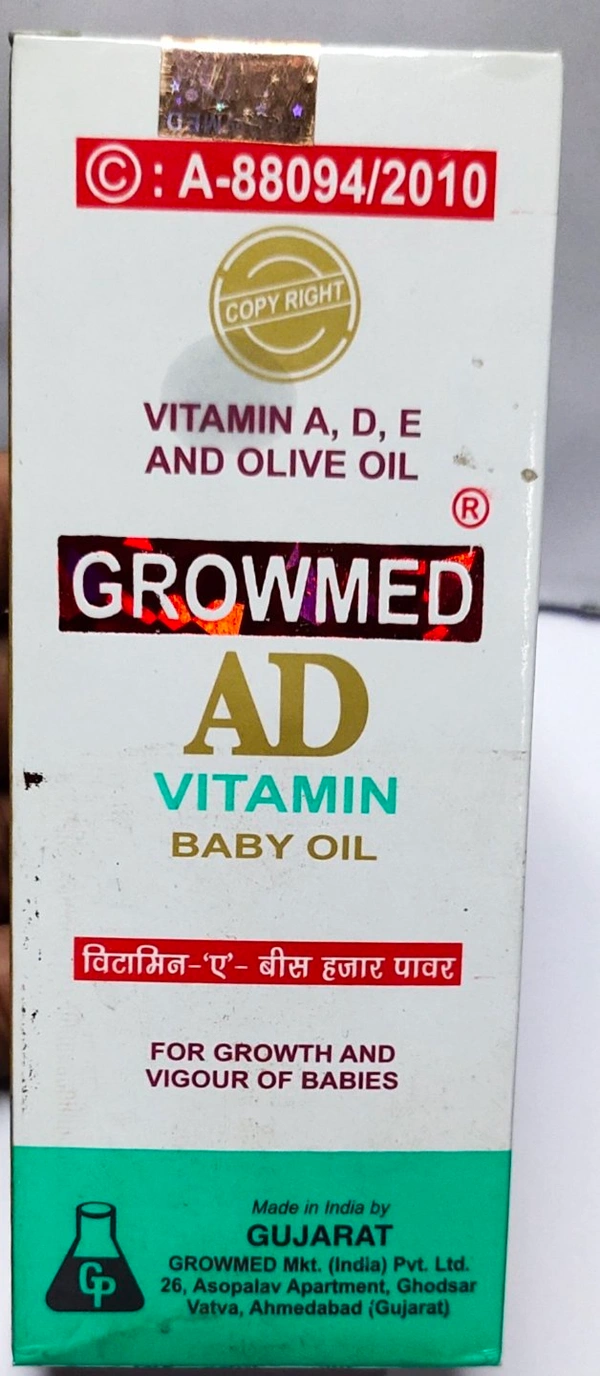 ©: A-88094/2010
COPY RIGHT
VITAMIN A, D, E
AND OLIVE OIL
®
GROWMED
AD
VITAMIN
BABY OIL
विटामिन-‘ए’- बीस हजार पावर
FOR GROWTH AND
VIGOUR OF BABIES
Made in India by
GUJARAT
GROWMED Mkt. (India) Pvt. Ltd.
26, Asopalav Apartment, Ghodsar
Vatva, Ahmedabad (Gujarat)
GP